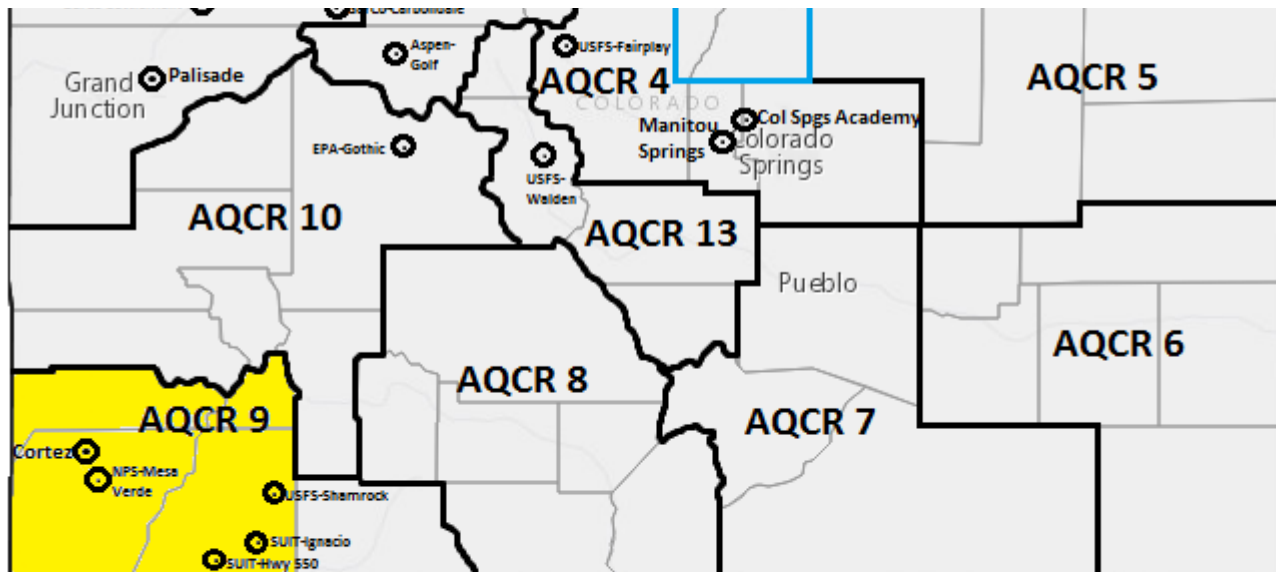 Aspen-
Golf
USFS-Fairplay
Grand
Junction
Palisade
AQCR 4
AQCR 5
COLORADO
Manitou
Springs
Col Spgs Academy
Colorado
Springs
EPA-Gothic
USFS-
Walden
AQCR 10
AQCR 13
Pueblo
AQCR 6
AQCR 8
AQCR 9
AQCR 7
Cortez
NPS-Mesa
Verde
USFS-Shamrock
SUIT-Ignacio
SUIT-Hwy 550